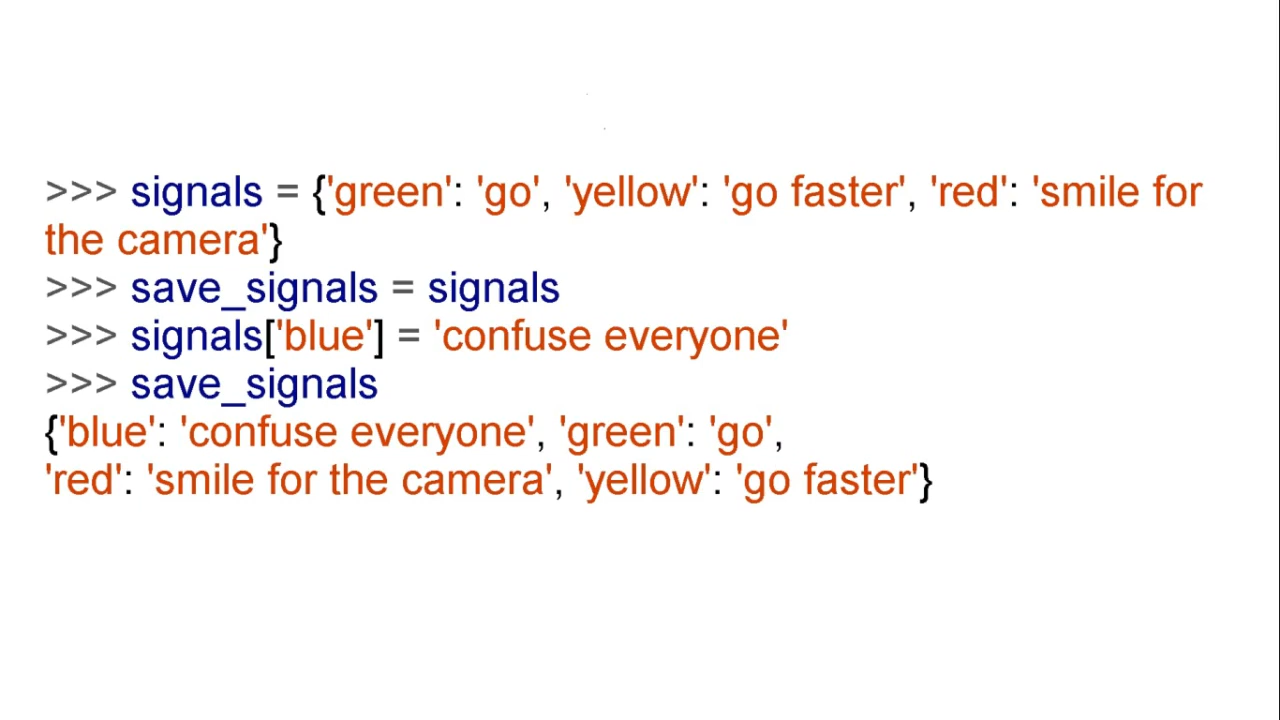 >>> signals = {'green': 'go', 'yellow': 'go faster', 'red': 'smile for
the camera'}
>>> save_signals = signals
>>> signals['blue'] = 'confuse everyone'
>>> save_signals
{'blue': 'confuse everyone', 'green': 'go',
'red': 'smile for the camera', 'yellow': 'go faster'}